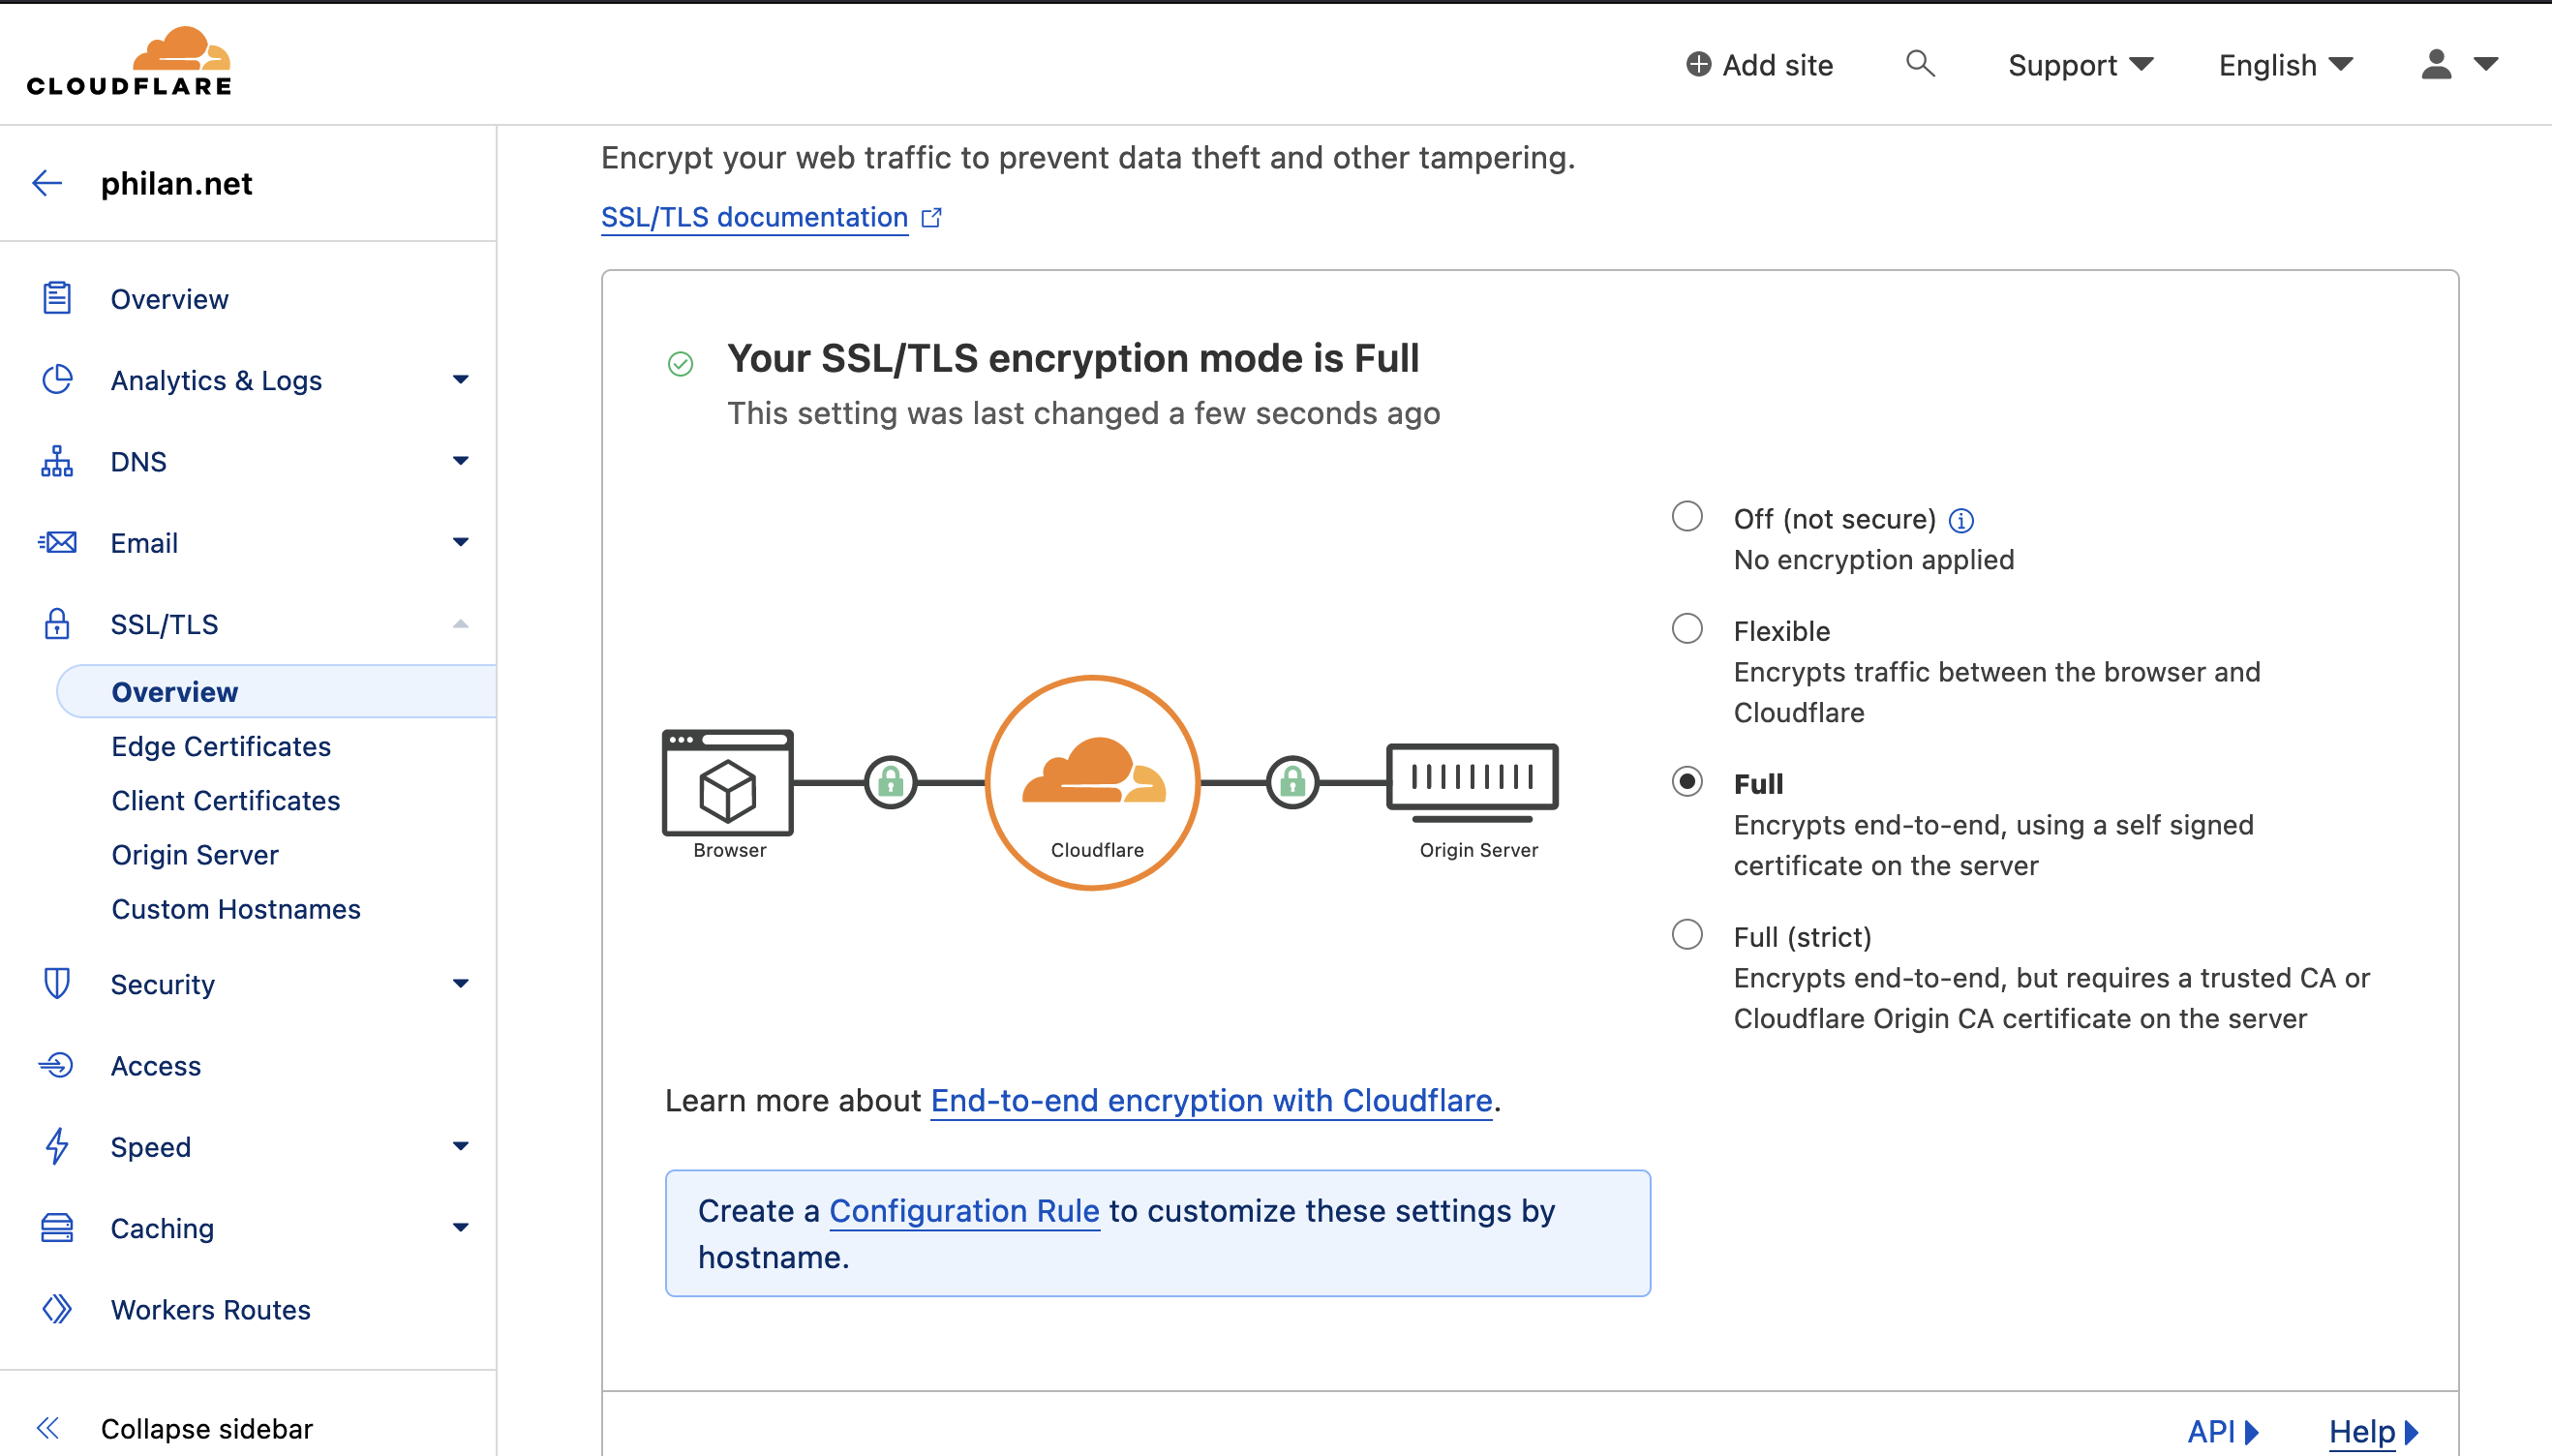 CLOUDFLARE
Add site
Support
English
philan.net
Overview
Analytics & Logs
DNS
Email
SSL/TLS
Overview
Edge Certificates
Client Certificates
Origin Server
Custom Hostnames
Security
Access
Speed
Caching
Workers Routes
Collapse sidebar
Encrypt your web traffic to prevent data theft and other tampering.
SSL/TLS documentation
Your SSL/TLS encryption mode is Full
This setting was last changed a few seconds ago
Browser
Cloudflare
Origin Server
Off (not secure)
No encryption applied
Flexible
Encrypts traffic between the browser and
Cloudflare
Full
Encrypts end-to-end, using a self signed
certificate on the server
Full (strict)
Encrypts end-to-end, but requires a trusted CA or
Cloudflare Origin CA certificate on the server
Learn more about End-to-end encryption with Cloudflare.
Create a Configuration Rule to customize these settings by
hostname.
API
Help